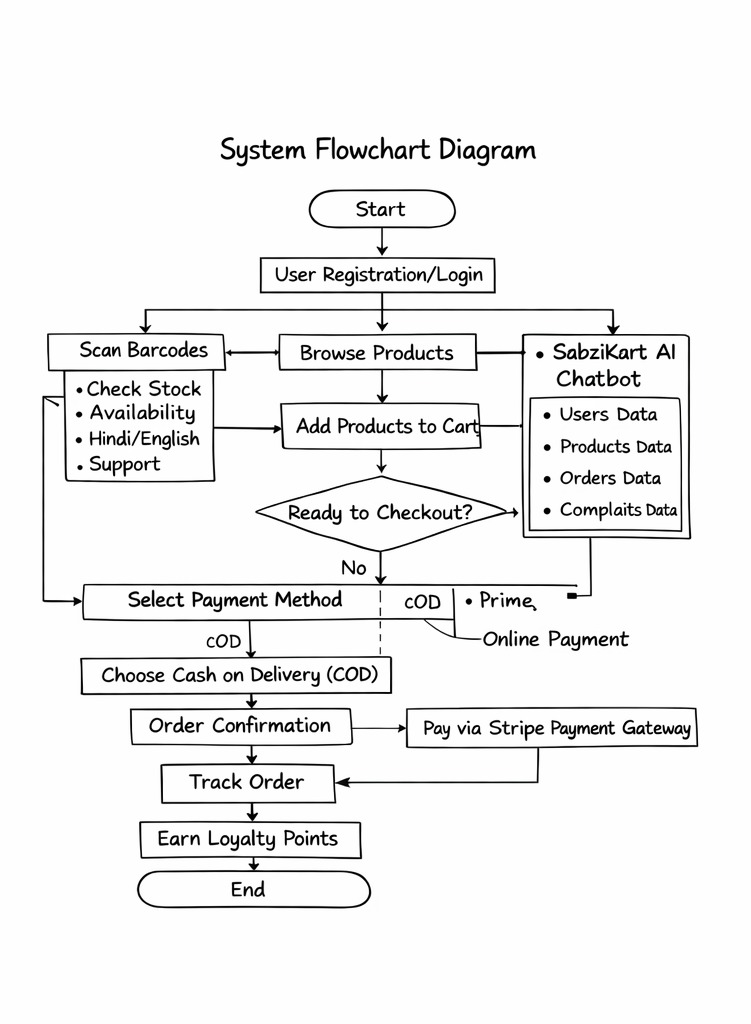 System Flowchart Diagram
Start
User Registration/Login
Scan Barcodes
Browse Products
• SabziKart AI
Chatbot
• Check Stock
• Availability
• Hindi/English
• Support
Add Products to Cart
• Users Data
• Products Data
• Orders Data
• Complaits Data
Ready to Checkout?
No
Select Payment Method
COD
• Prime
Online Payment
COD
Choose Cash on Delivery (COD)
Order Confirmation
Pay via Stripe Payment Gateway
Track Order
Earn Loyalty Points
End